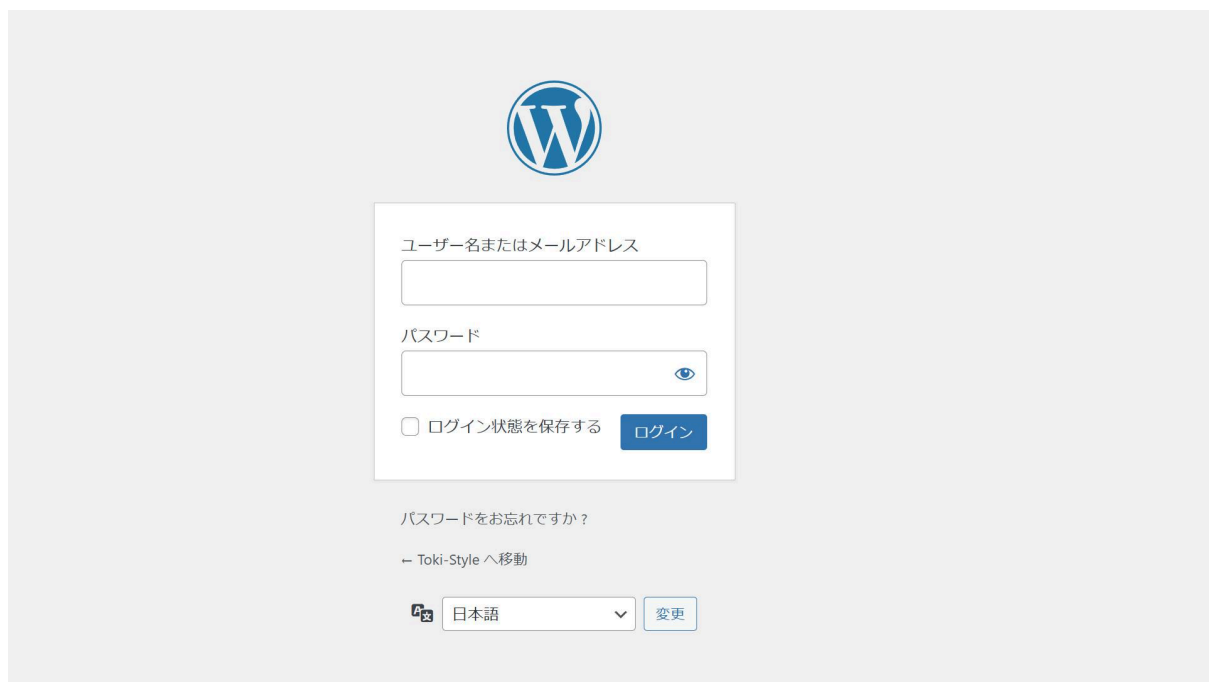 ユーザー名またはメールアドレス
パスワード
ログイン状態を保存する
ログイン
パスワードをお忘れですか ?
← Toki-Style へ移動
日本語
変更